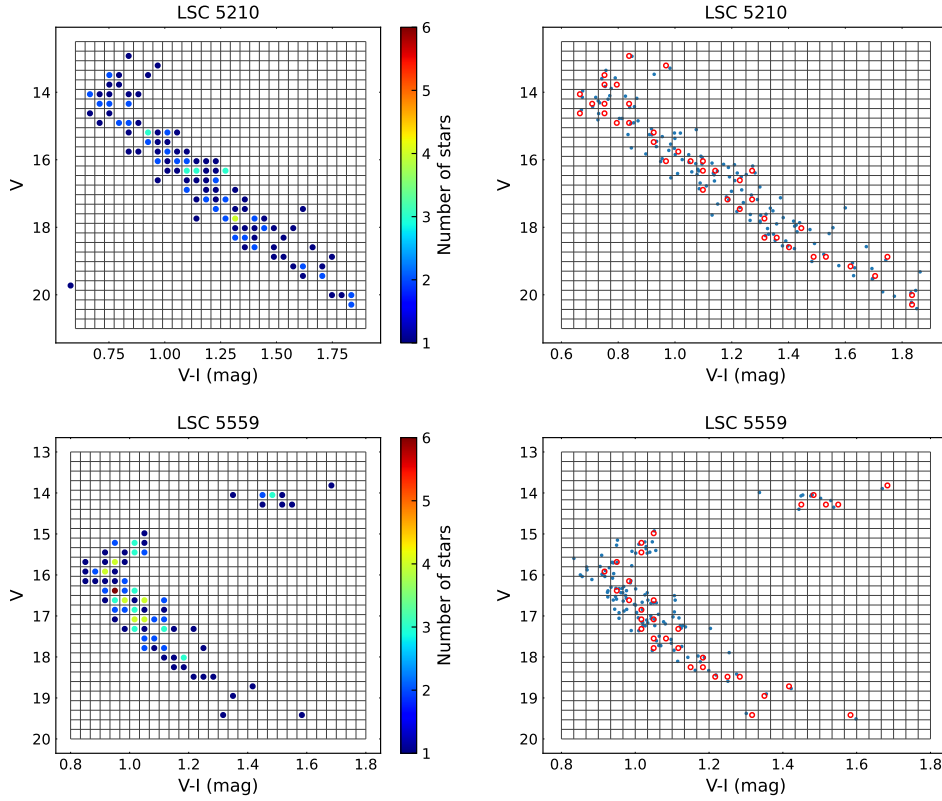 LSC 5210
V
14
16
18
20
0.75 1.00 1.25 1.50 1.75
V-I (mag)
6
5
4
3
2
1
Number of stars
LSC 5210
V
14
16
18
20
0.6 0.8 1.0 1.2 1.4 1.6 1.8
V-I (mag)
LSC 5559
V
13
14
15
16
17
18
19
20
0.8 1.0 1.2 1.4 1.6 1.8
V-I (mag)
6
5
4
3
2
1
Number of stars
LSC 5559
V
13
14
15
16
17
18
19
20
0.8 1.0 1.2 1.4 1.6 1.8
V-I (mag)